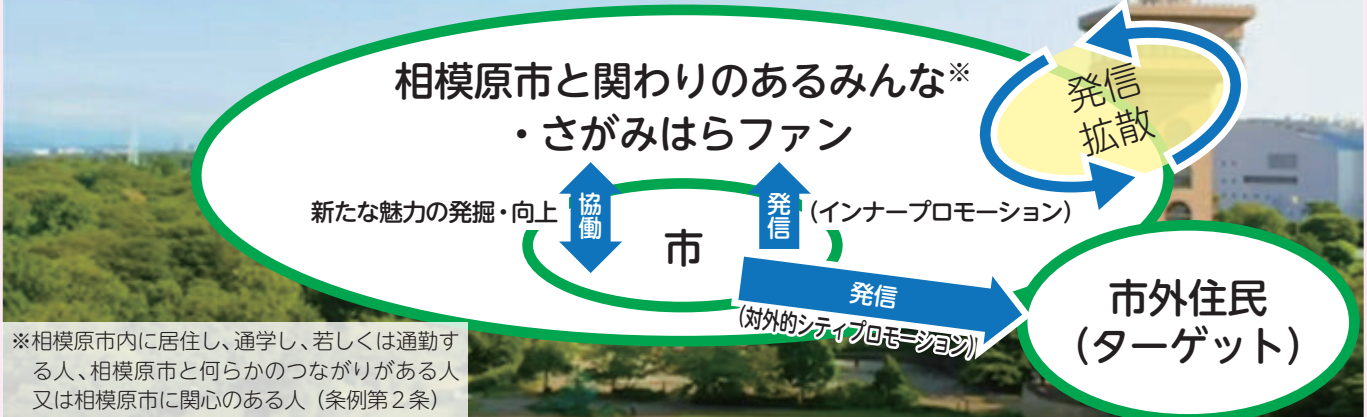 相模原市と関わりのあるみんな※
・さがみはらファン
発信
拡散
新たな魅力の発掘・向上
協働
発信
(インナープロモーション)
市
発信
(対外的シティプロモーション)
市外住民
(ターゲット)
※相模原市内に居住し、通学し、若しくは通勤す
る人、相模原市と何らかのつながりがある人
又は相模原市に関心のある人(条例第2条)